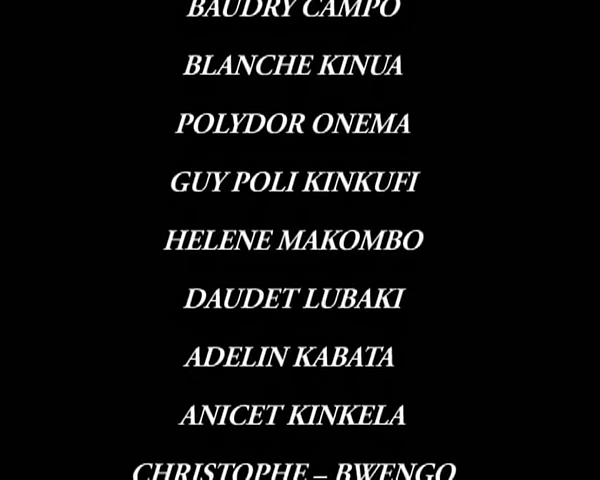 BAUDRY CAMPO
BLANCHE KINUA
POLYDOR ONEMA
GUY POLI KINKUFI
HELENE MAKOMBO
DAUDET LUBAKI
ADELIN KABATA
ANICET KINKELA
CHRISTOPHE – BWENGO